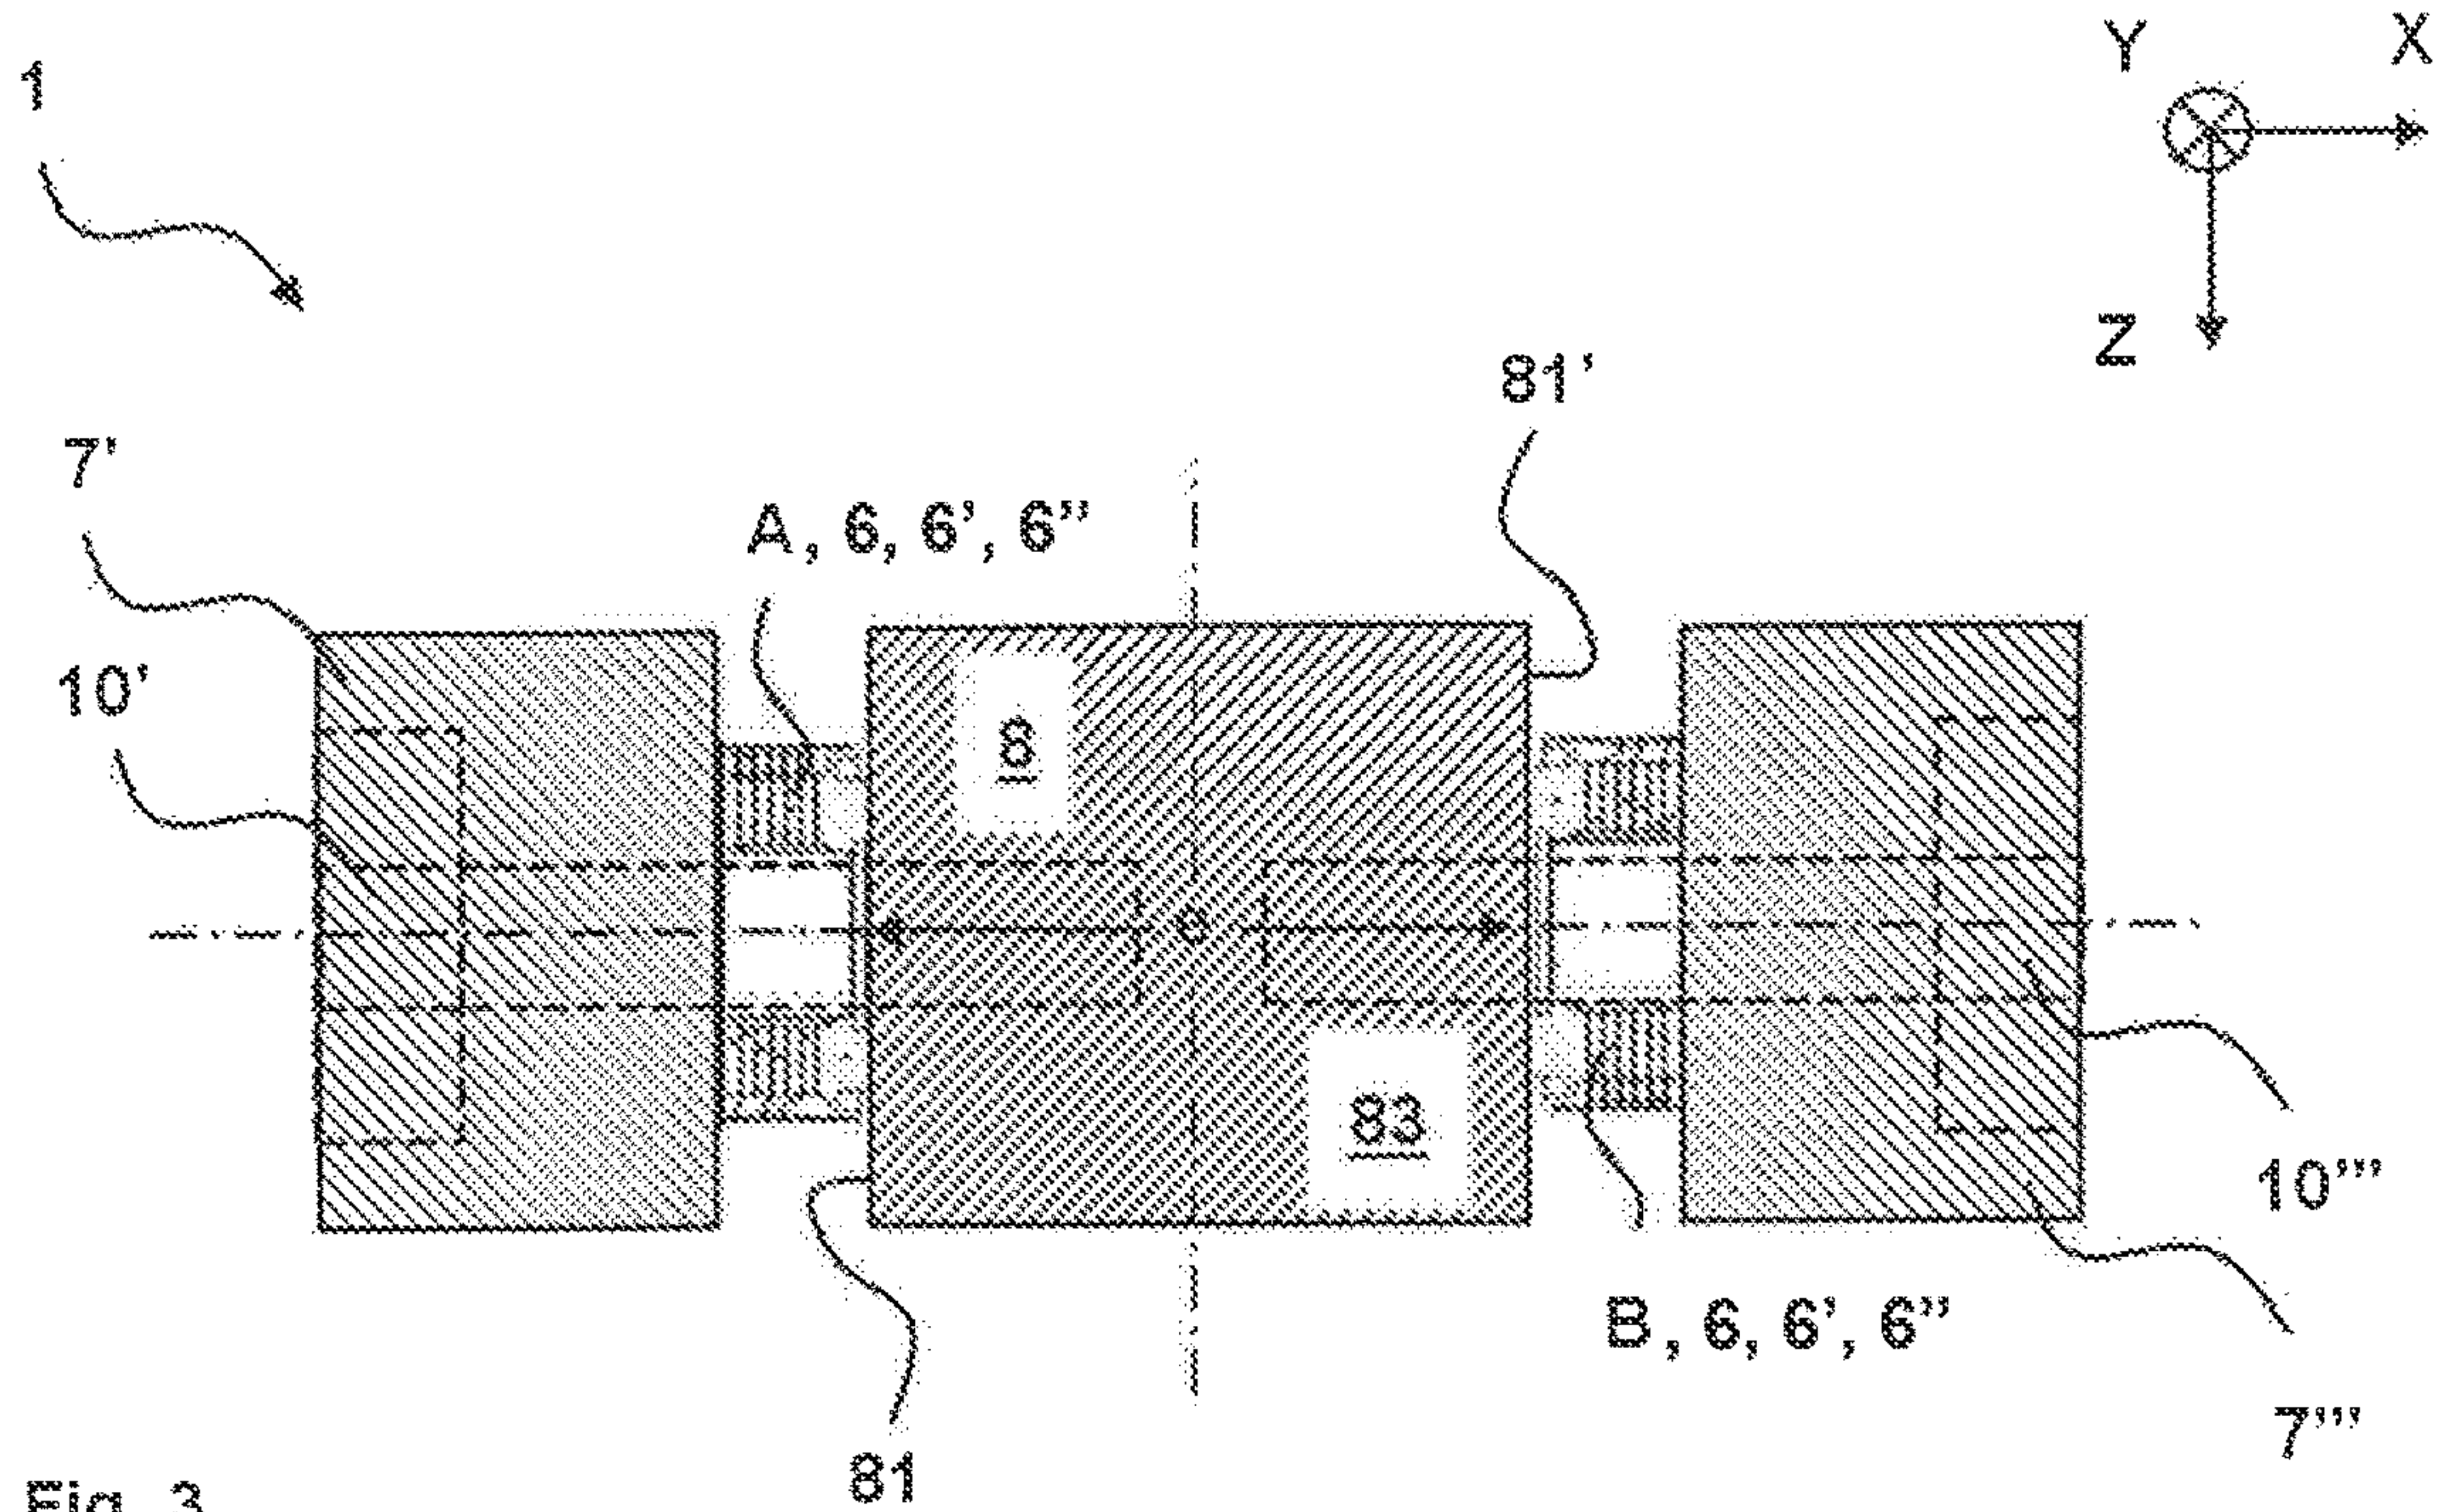 Y X
1
Z
81'
7'
A, 6, 6', 6''
10'
8
83
10'''
B, 6, 6', 6''
7'''
81
Fig. 3